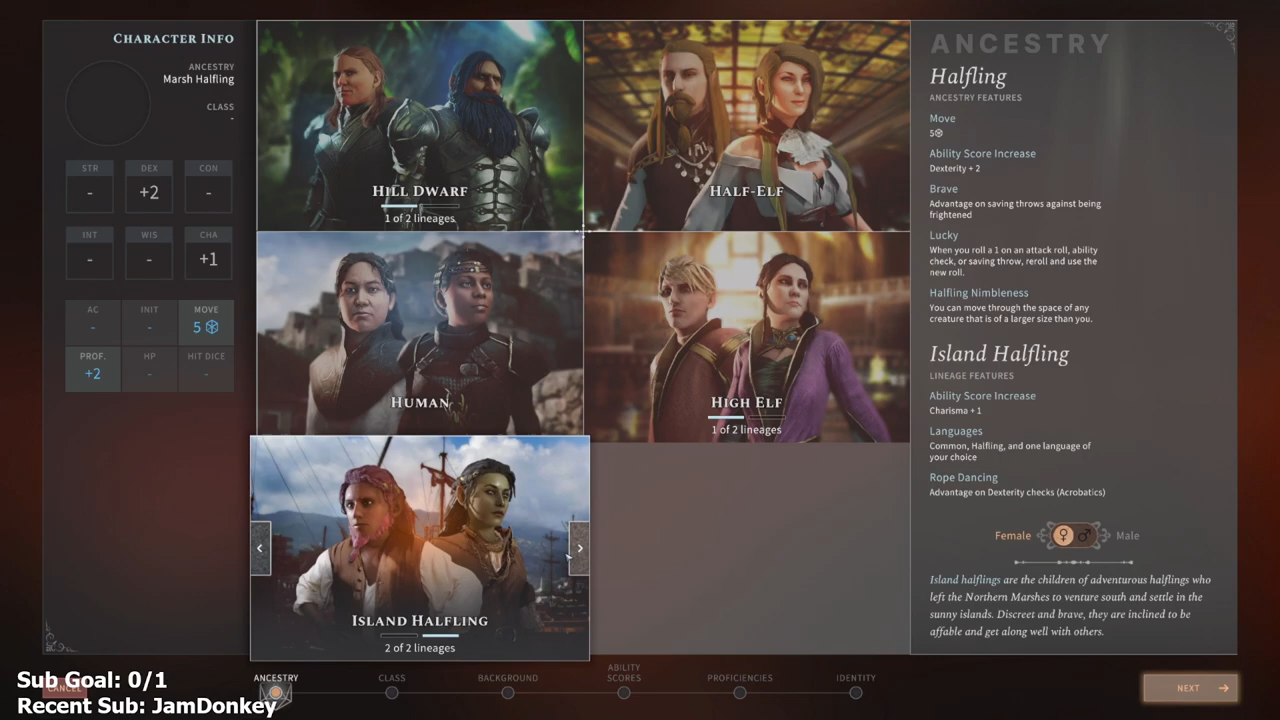 CHARACTER INFO
ANCESTRY
Marsh Halfling
CLASS
-
STR
DEX
CON
-
+2
-
INT
WIS
CHA
-
-
+1
AC
INIT
MOVE
-
-
5
PROF.
HP
HIT DICE
+2
-
-
HILL DWARF
1 of 2 lineages
HALF-ELF
HUMAN
HIGH ELF
1 of 2 lineages
ISLAND HALFLING
2 of 2 lineages
ANCESTRY
Halfling
ANCESTRY FEATURES
Move
5
Ability Score Increase
Dexterity + 2
Brave
Advantage on saving throws against being
frightened
Lucky
When you roll a 1 on an attack roll, ability
check, or saving throw, reroll and use the
new roll.
Halfling Nimbleness
You can move through the space of any
creature that is of a larger size than you.
Island Halfling
LINEAGE FEATURES
Ability Score Increase
Charisma + 1
Languages
Common, Halfling, and one language of
your choice
Rope Dancing
Advantage on Dexterity checks (Acrobatics)
Female
Male
Island halflings are the children of adventurous halflings who
left the Northern Marshes to venture south and settle in the
sunny islands. Discreet and brave, they are inclined to be
affable and get along well with others.
ANCESTRY
CLASS
BACKGROUND
ABILITY
SCORES
PROFICIENCIES
IDENTITY
NEXT
CANCEL
Sub Goal: 0/1
Recent Sub: JamDonkey